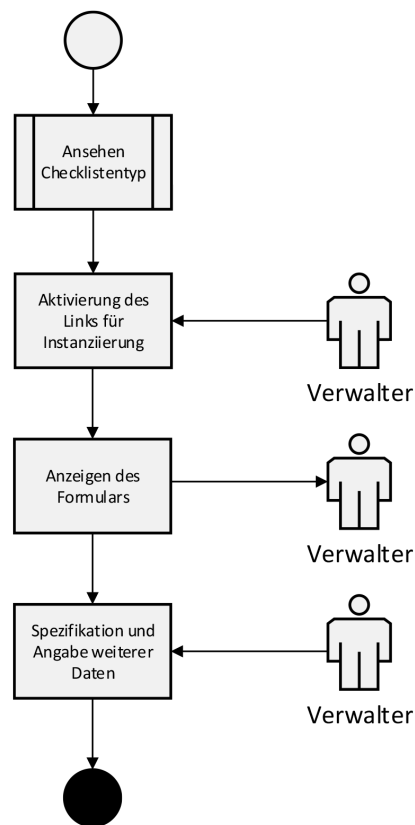 Ansehen
Checklistentyp
Aktivierung des
Links für
Instanziierung
Verwalter
Anzeigen des
Formulars
Verwalter
Spezifikation und
Angabe weiterer
Daten
Verwalter